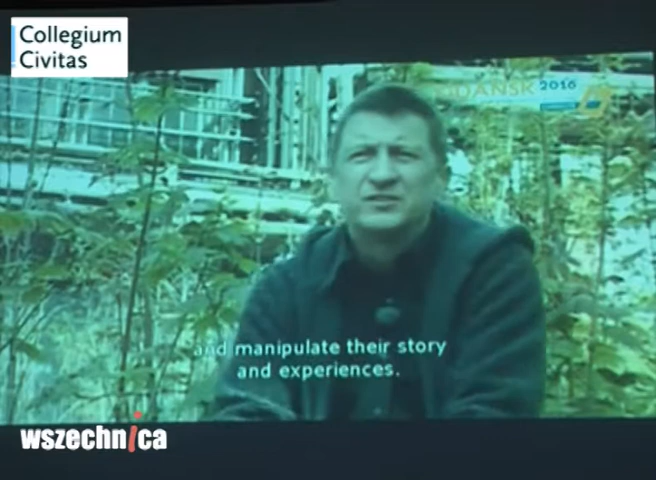 Collegium
Civitas
GDAŃSK 2016
and manipulate their story
and experiences.
wszechnica